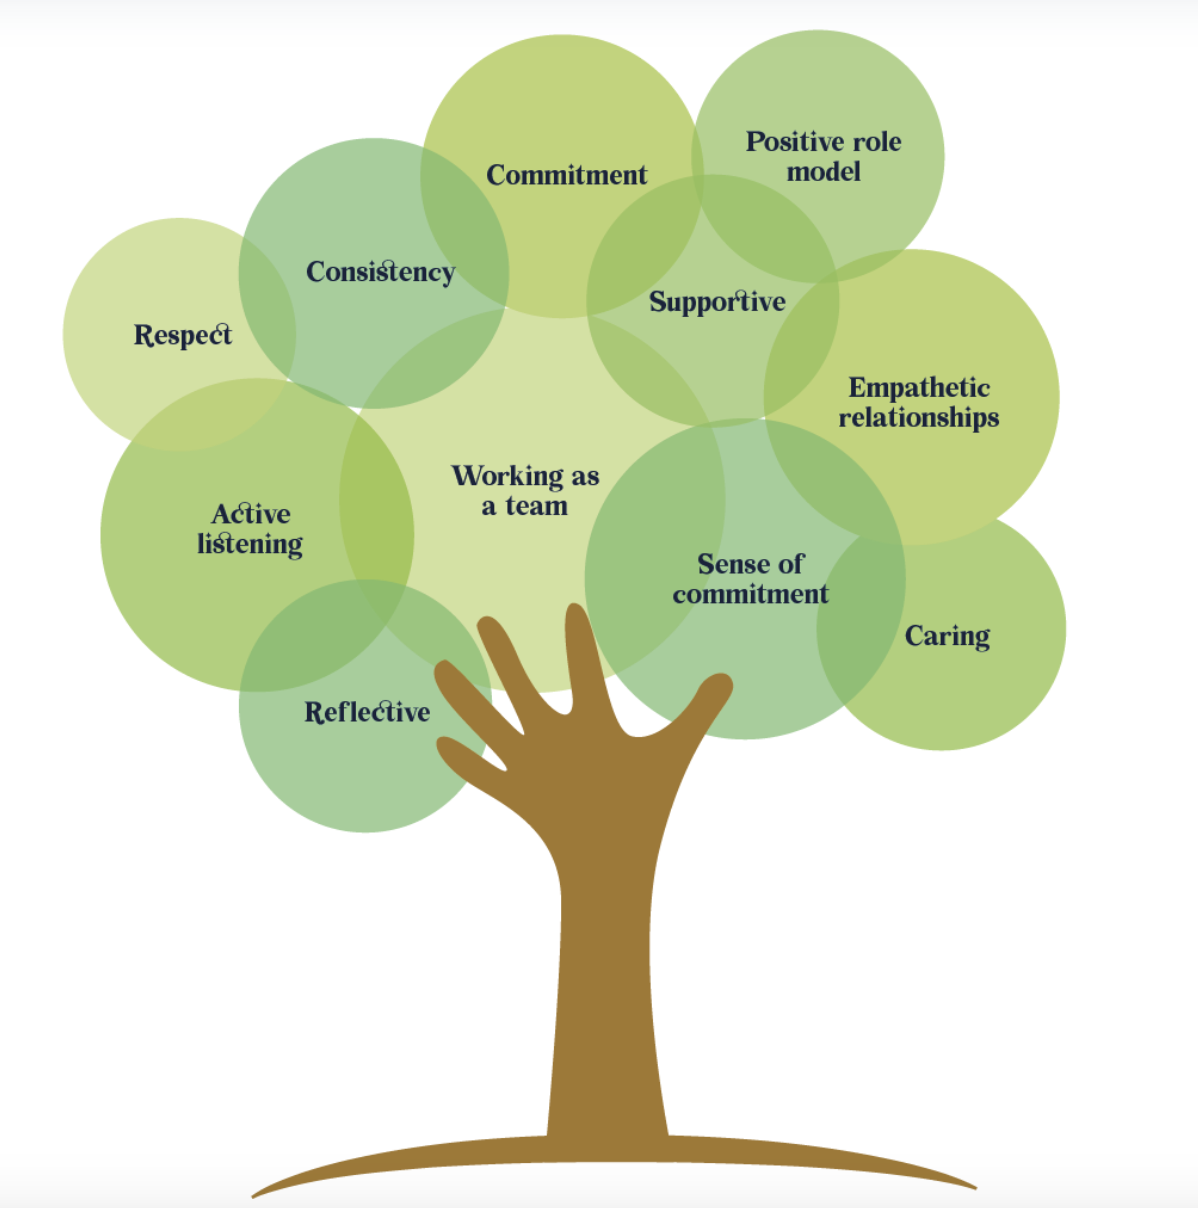 Commitment
Positive role
model
Consistency
Supportive
Respect
Empathetic
relationships
Working as
a team
Active
listening
Sense of
commitment
Caring
Reflective